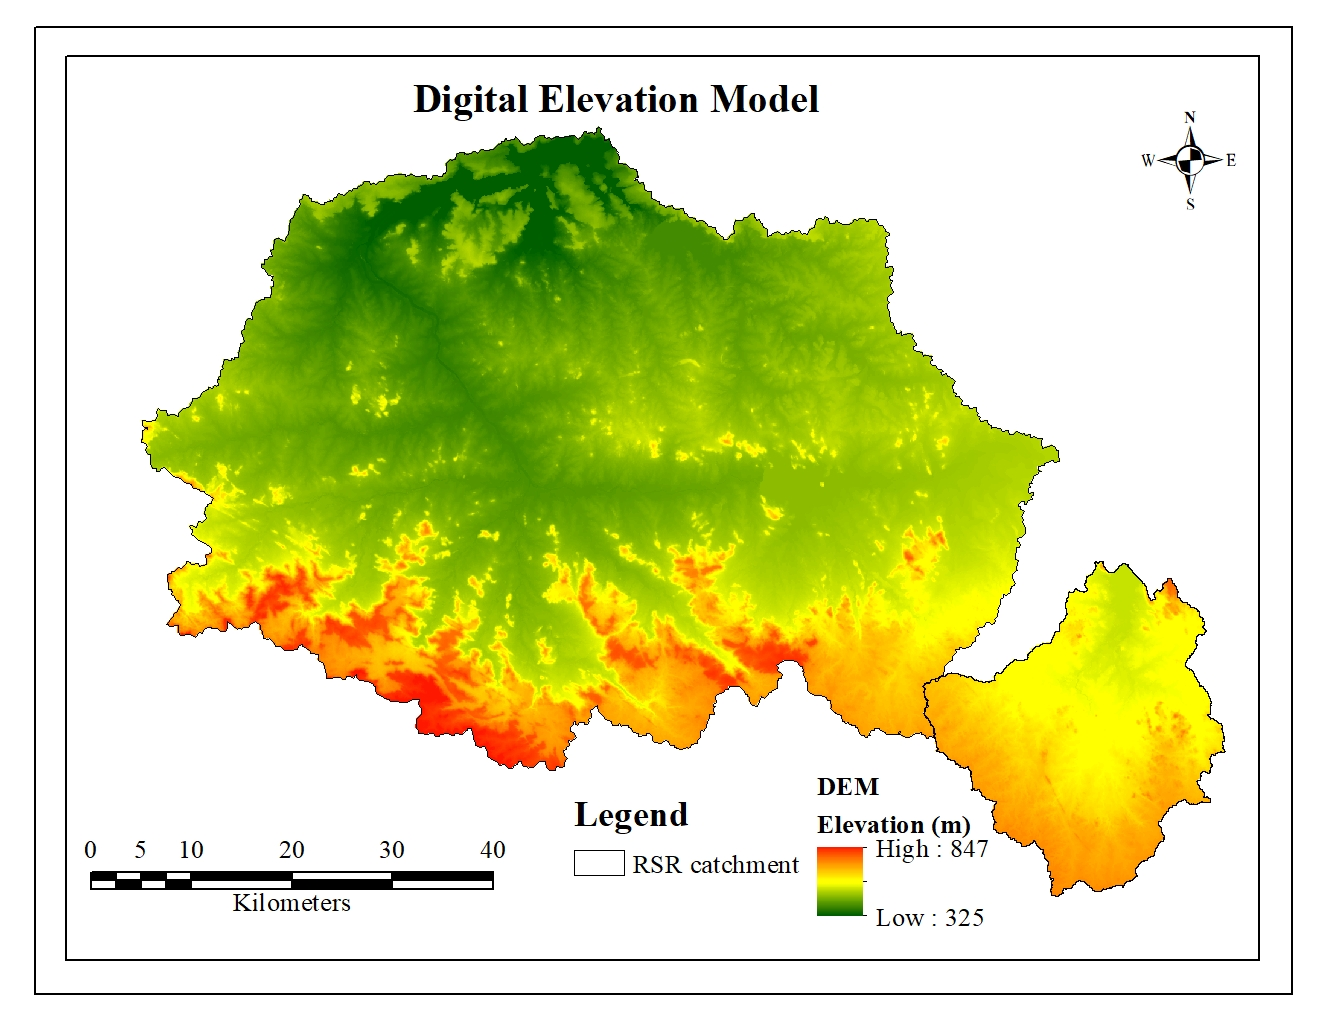 Digital Elevation Model
N
W E
S
DEM
Legend
Elevation (m)
High : 847
RSR catchment
Low : 325
0 5 10 20 30 40
Kilometers